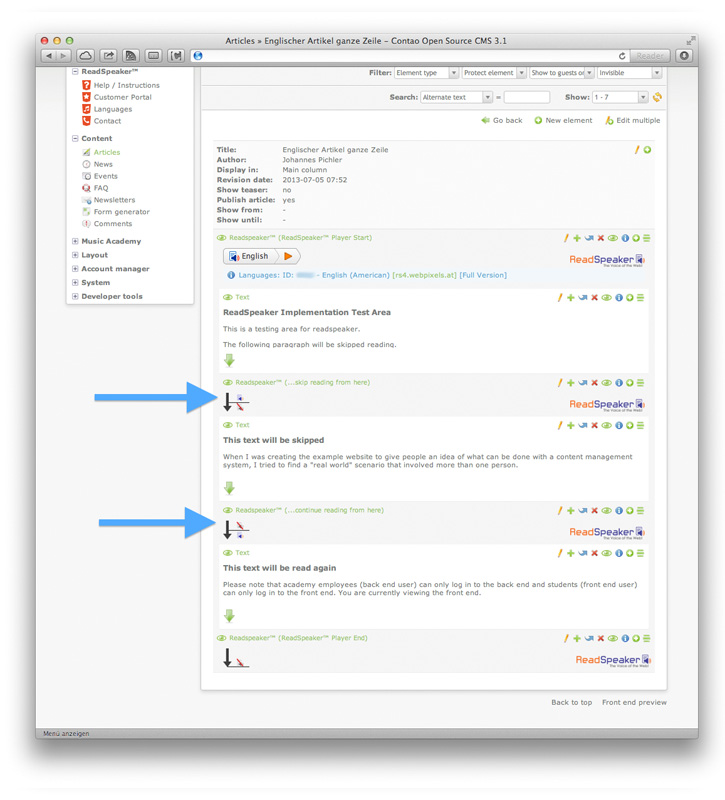 Articles » Englischer Artikel ganze Zeile – Contao Open Source CMS 3.1
Reader
ReadSpeaker™
Help / Instructions
Customer Portal
Languages
Contact
Content
Articles
News
Events
FAQ
Newsletters
Form generator
Comments
Music Academy
Layout
Account manager
System
Developer tools
Filter: Element type Protect element Show to guests on Invisible
Search: Alternate text = Show: 1 - 7
Go back New element Edit multiple
Title: Englischer Artikel ganze Zeile
Author: Johannes Pichler
Display in: Main column
Revision date: 2013-07-05 07:52
Show teaser: no
Publish article: yes
Show from: -
Show until: -
Readspeaker™ (ReadSpeaker™ Player Start)
English
ReadSpeaker
The Voice of the Web!
Languages: ID: - English (American) [rs4.webpixels.at] [Full Version]
Text
ReadSpeaker Implementation Test Area
This is a testing area for readspeaker.
The following paragraph will be skipped reading.
Readspeaker™ (...skip reading from here)
ReadSpeaker
The Voice of the Web!
Text
This text will be skipped
When I was creating the example website to give people an idea of what can be done with a content management
system, I tried to find a "real world" scenario that involved more than one person.
Readspeaker™ (...continue reading from here)
ReadSpeaker
The Voice of the Web!
Text
This text will be read again
Please note that academy employees (back end user) can only log in to the back end and students (front end user)
can only log in to the front end. You are currently viewing the front end.
Readspeaker™ (ReadSpeaker™ Player End)
ReadSpeaker
The Voice of the Web!
Back to top Front end preview
Menü anzeigen